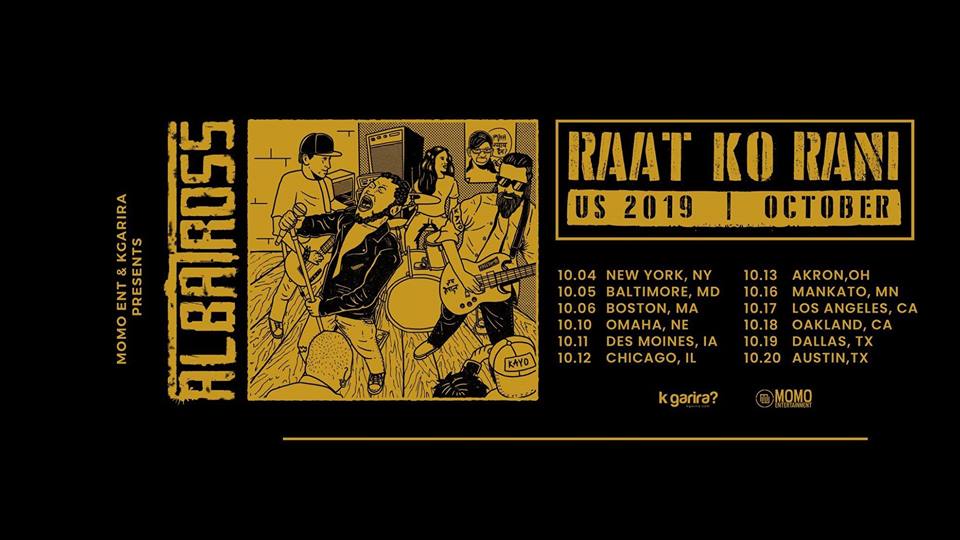 MOMO ENT & KGARIRA
PRESENTS
ALBATROSS
RAAT KO RANI
US 2019 | OCTOBER
10.04 NEW YORK, NY
10.05 BALTIMORE, MD
10.06 BOSTON, MA
10.10 OMAHA, NE
10.11 DES MOINES, IA
10.12 CHICAGO, IL
10.13 AKRON,OH
10.16 MANKATO, MN
10.17 LOS ANGELES, CA
10.18 OAKLAND, CA
10.19 DALLAS, TX
10.20 AUSTIN,TX
KAYO
k garira?
MOMO
ENTERTAINMENT